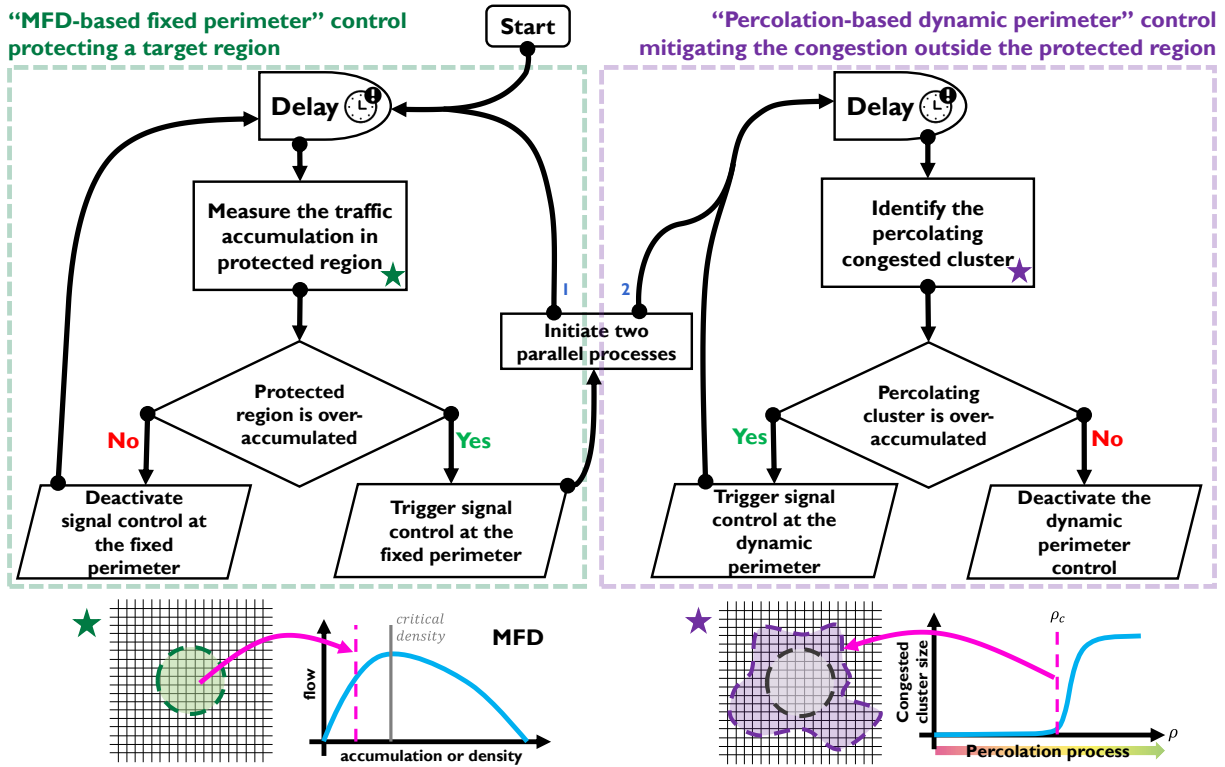 “MFD-based fixed perimeter” control
protecting a target region
Start
“Percolation-based dynamic perimeter” control
mitigating the congestion outside the protected region
Delay
Measure the traffic
accumulation in
protected region
Protected
region is over-
accumulated
No
Yes
Deactivate
signal control at
the fixed
perimeter
Trigger signal
control at the
fixed perimeter
1
2
Initiate two
parallel processes
Delay
Identify the
percolating
congested cluster
Percolating
cluster is over-
accumulated
Yes
No
Trigger signal
control at the
dynamic
perimeter
Deactivate the
dynamic
perimeter
control
critical
density
MFD
flow
accumulation or density
ρc
Congested
cluster size
Percolation process
ρ